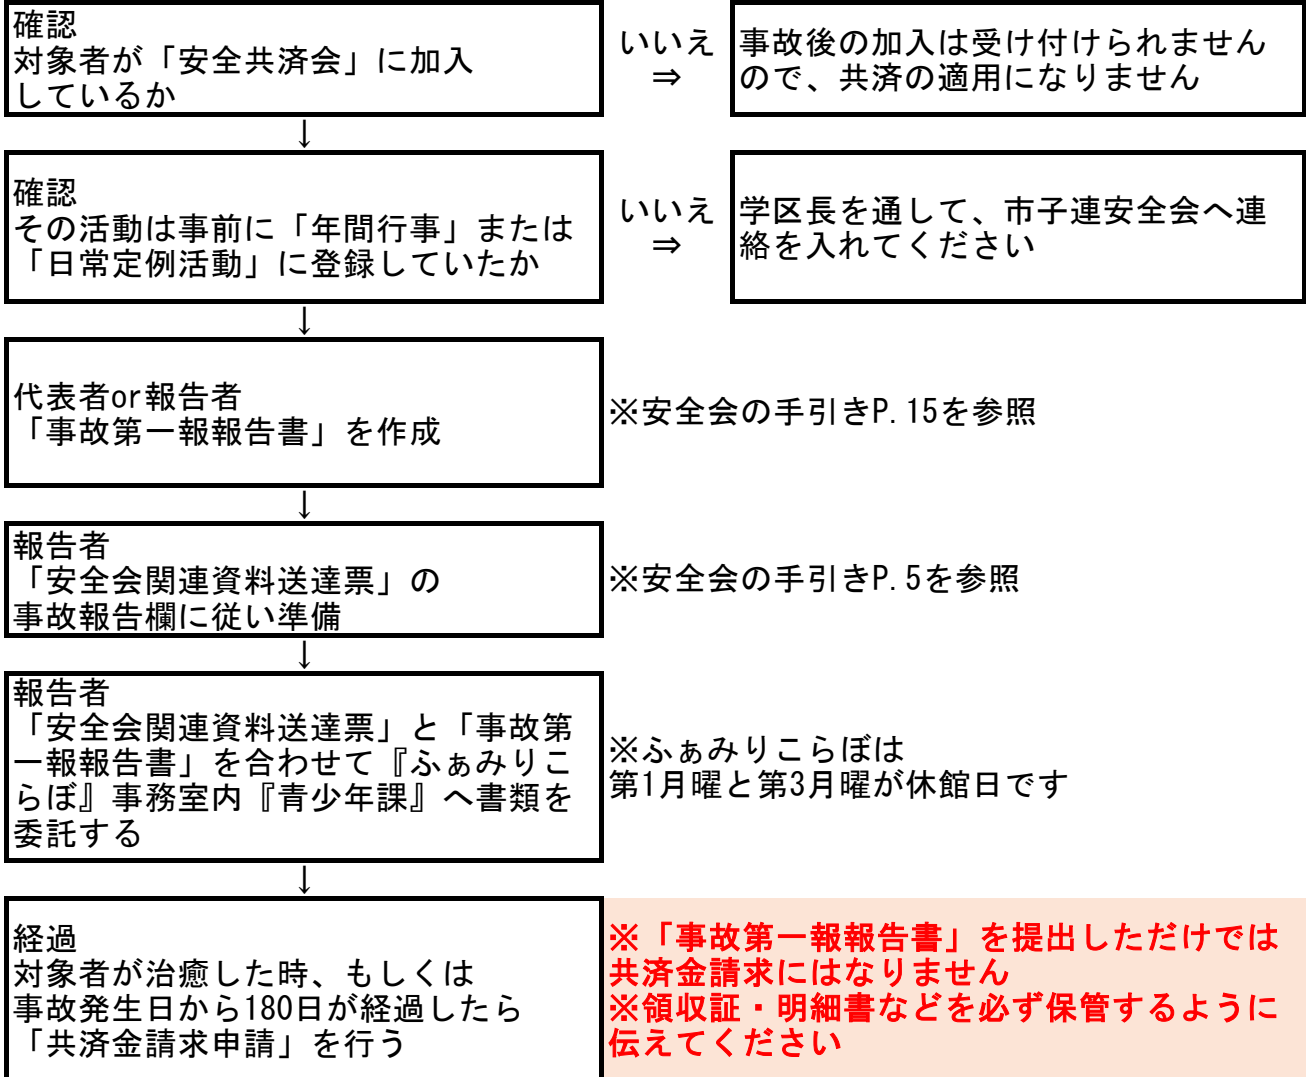 確認
対象者が「安全共済会」に加入
しているか
いいえ
⇒
事故後の加入は受け付けられません
ので、共済の適用になりません
↓
確認
その活動は事前に「年間行事」または
「日常定例活動」に登録していたか
いいえ
⇒
学区長を通して、市子連安全会へ連
絡を入れてください
↓
代表者or報告者
「事故第一報報告書」を作成
※安全会の手引きP.15を参照
↓
報告者
「安全会関連資料送達票」の
事故報告欄に従い準備
※安全会の手引きP.5を参照
↓
報告者
「安全会関連資料送達票」と「事故第
一報報告書」を合わせて『ふぁみりこ
らぼ』事務室内『青少年課』へ書類を
委託する
※ふぁみりこらぼは
第1月曜と第3月曜が休館日です
↓
経過
対象者が治癒した時、もしくは
事故発生日から180日が経過したら
「共済金請求申請」を行う
※「事故第一報報告書」を提出しただけでは
共済金請求にはなりません
※領収証・明細書などを必ず保管するように
伝えてください